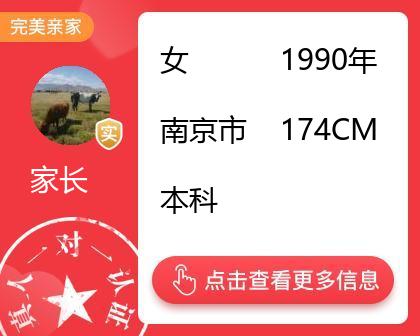 完美亲家
女 1990年
南京市 174CM
实
家长
本科
真人一对一认证
点击查看更多信息